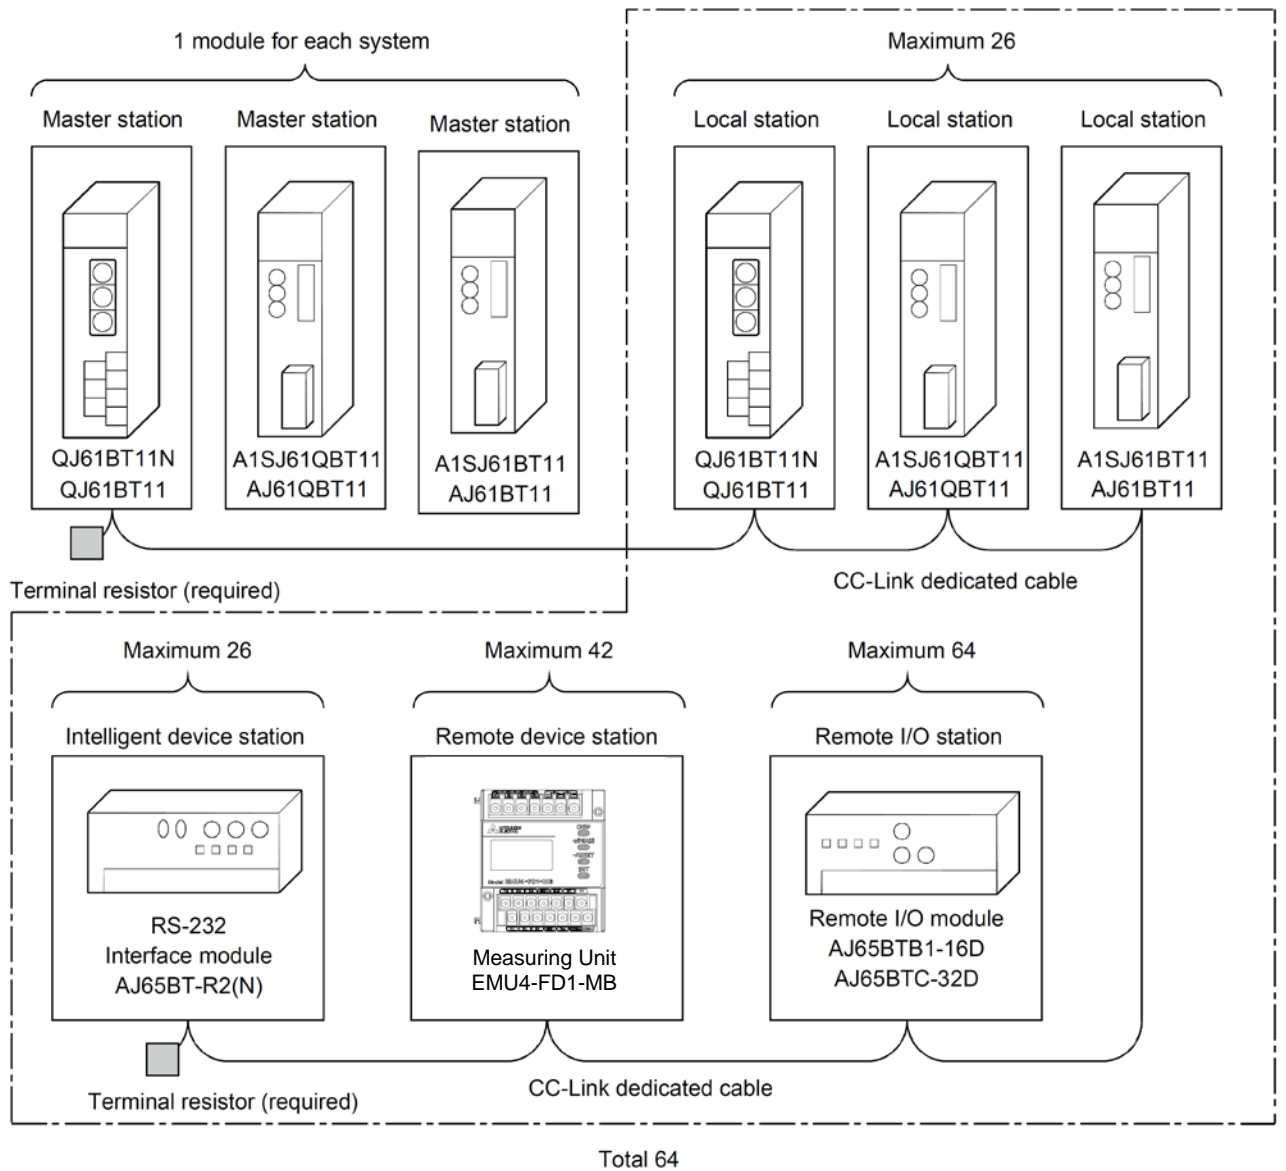 1 module for each system
Maximum 26
Master station
Master station
Master station
Local station
Local station
Local station
QJ61BT11N
QJ61BT11
A1SJ61QBT11
AJ61QBT11
A1SJ61BT11
AJ61BT11
QJ61BT11N
QJ61BT11
A1SJ61QBT11
AJ61QBT11
A1SJ61BT11
AJ61BT11
Terminal resistor (required)
CC-Link dedicated cable
Maximum 26
Maximum 42
Maximum 64
Intelligent device station
Remote device station
Remote I/O station
RS-232
Interface module
AJ65BT-R2(N)
Measuring Unit
EMU4-FD1-MB
Remote I/O module
AJ65BTB1-16D
AJ65BTC-32D
Terminal resistor (required)
CC-Link dedicated cable
Total 64